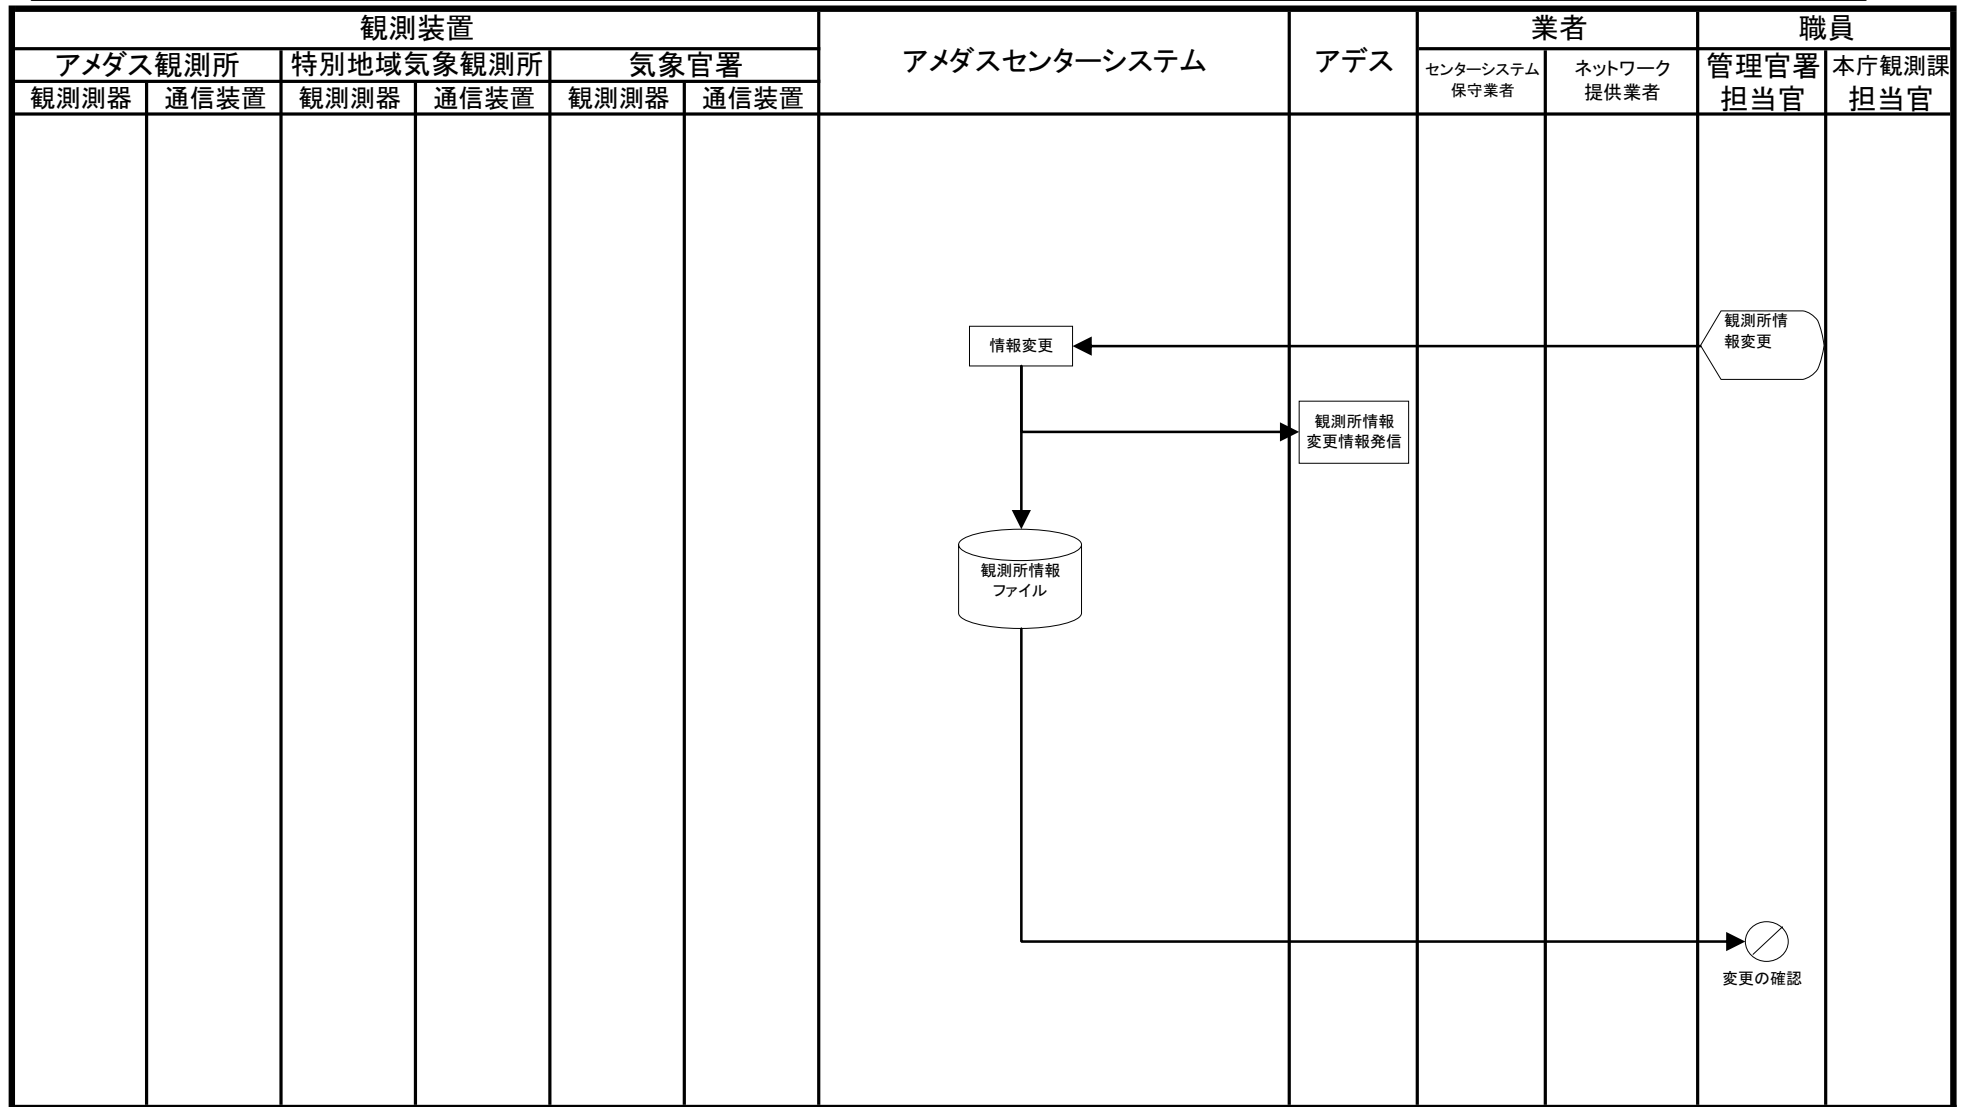 観測装置
アメダスセンターシステム
アデス
業者
職員
アメダス観測所
特別地域気象観測所
気象官署
センターシステム
保守業者
ネットワーク
提供業者
管理官署
担当官
本庁観測課
担当官
観測測器
通信装置
観測測器
通信装置
観測測器
通信装置
観測所情
報変更
情報変更
観測所情報
変更情報発信
観測所情報
ファイル
変更の確認